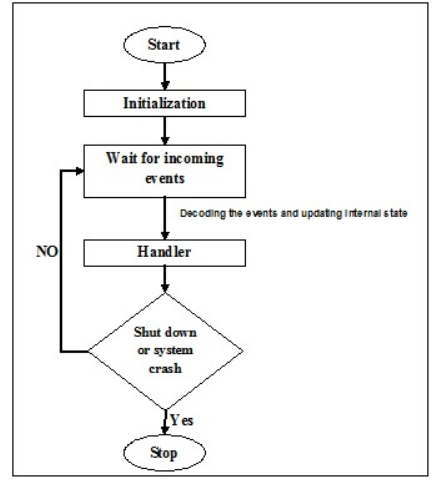 Start
Initialization
Wait for incoming
events
Decoding the events and updating internal state
NO
Handler
Shut down
or system
crash
Yes
Stop